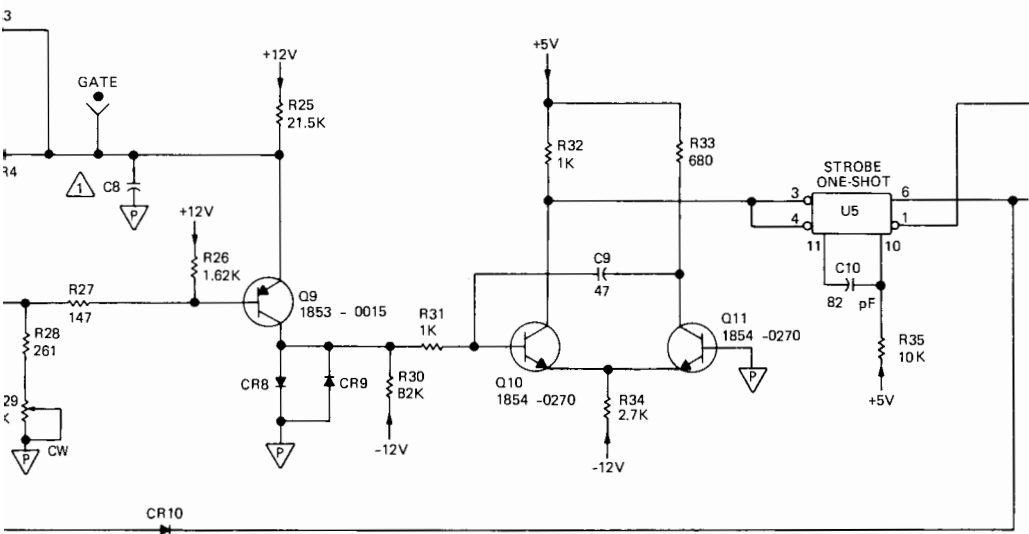 3
+12V
+5V
GATE
R25
21.5K
R32
1K
R33
680
STROBE
ONE-SHOT
R4
1
C8
P
3
6
U5
4
1
11
10
+12V
R26
1.62K
C9
47
C10
82 pF
R27
147
Q9
1853 - 0015
R31
1K
Q11
1854 -0270
R28
261
R35
10K
CR8
CR9
R30
82K
Q10
1854 -0270
P
+5V
29
K
R34
2.7K
CW
P
P
-12V
-12V
CR10